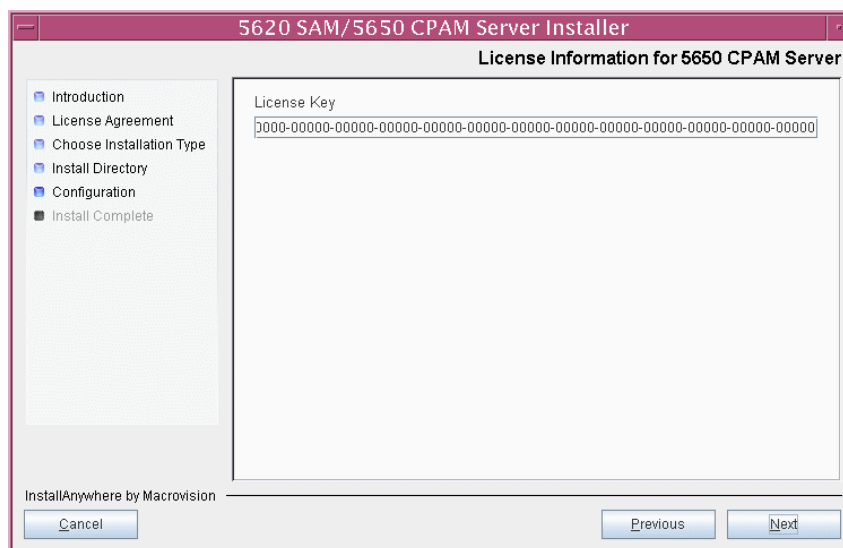 5620 SAM/5650 CPAM Server Installer
License Information for 5650 CPAM Server
Introduction
License Agreement
Choose Installation Type
Install Directory
Configuration
Install Complete
License Key
0000-00000-00000-00000-00000-00000-00000-00000-00000-00000-00000-00000-00000
InstallAnywhere by Macrovision
Cancel
Previous
Next